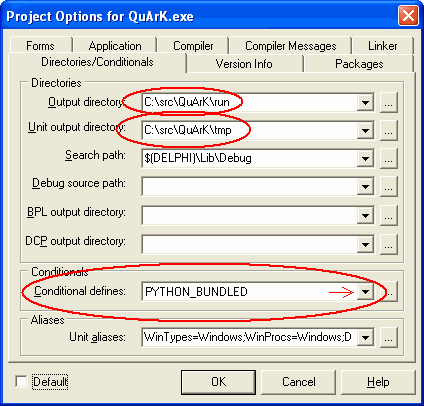 Project Options for QuArK.exe
Forms Application Compiler Compiler Messages Linker
Directories/Conditionals Version Info Packages
Directories
Output directory: C:\src\QuArK\run ...
Unit output directory: C:\src\QuArK\tmp ...
Search path: $(DELPHI)\Lib\Debug ...
Debug source path: ...
BPL output directory: ...
DCP output directory: ...
Conditionals
Conditional defines: PYTHON_BUNDLED ...
Aliases
Unit aliases: WinTypes=Windows;WinProcs=Windows;D ...
Default OK Cancel Help